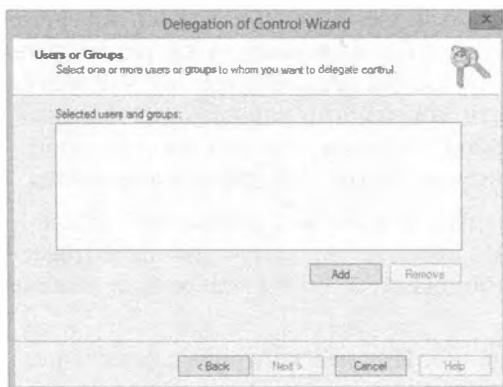 Delegation of Control Wizard
Users or Groups
Select one or more users or groups to whom you want to delegate control.
Selected users and groups:
Add...
Remove
< Back
Next >
Cancel
Help